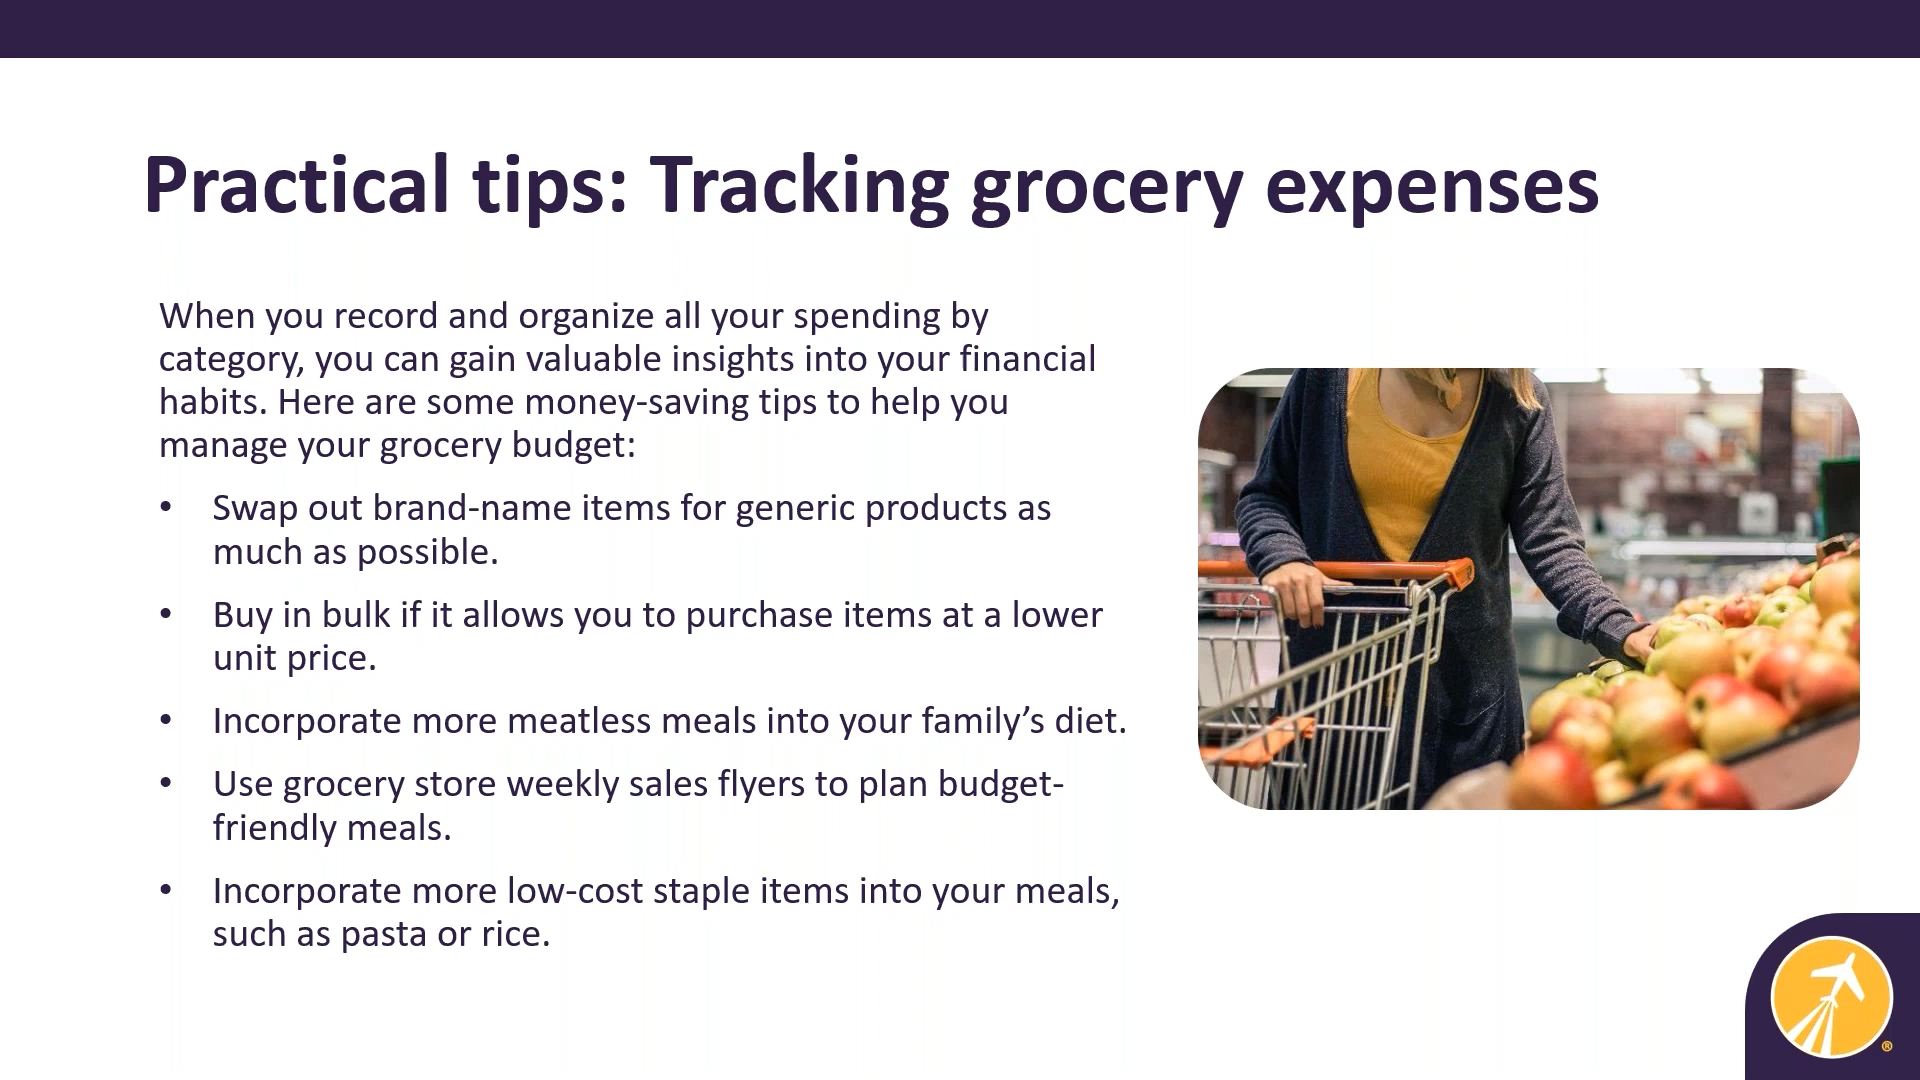 Practical tips: Tracking grocery expenses
When you record and organize all your spending by
category, you can gain valuable insights into your financial
habits. Here are some money-saving tips to help you
manage your grocery budget:
• Swap out brand-name items for generic products as
much as possible.
• Buy in bulk if it allows you to purchase items at a lower
unit price.
• Incorporate more meatless meals into your family’s diet.
• Use grocery store weekly sales flyers to plan budget-
friendly meals.
• Incorporate more low-cost staple items into your meals,
such as pasta or rice.
®